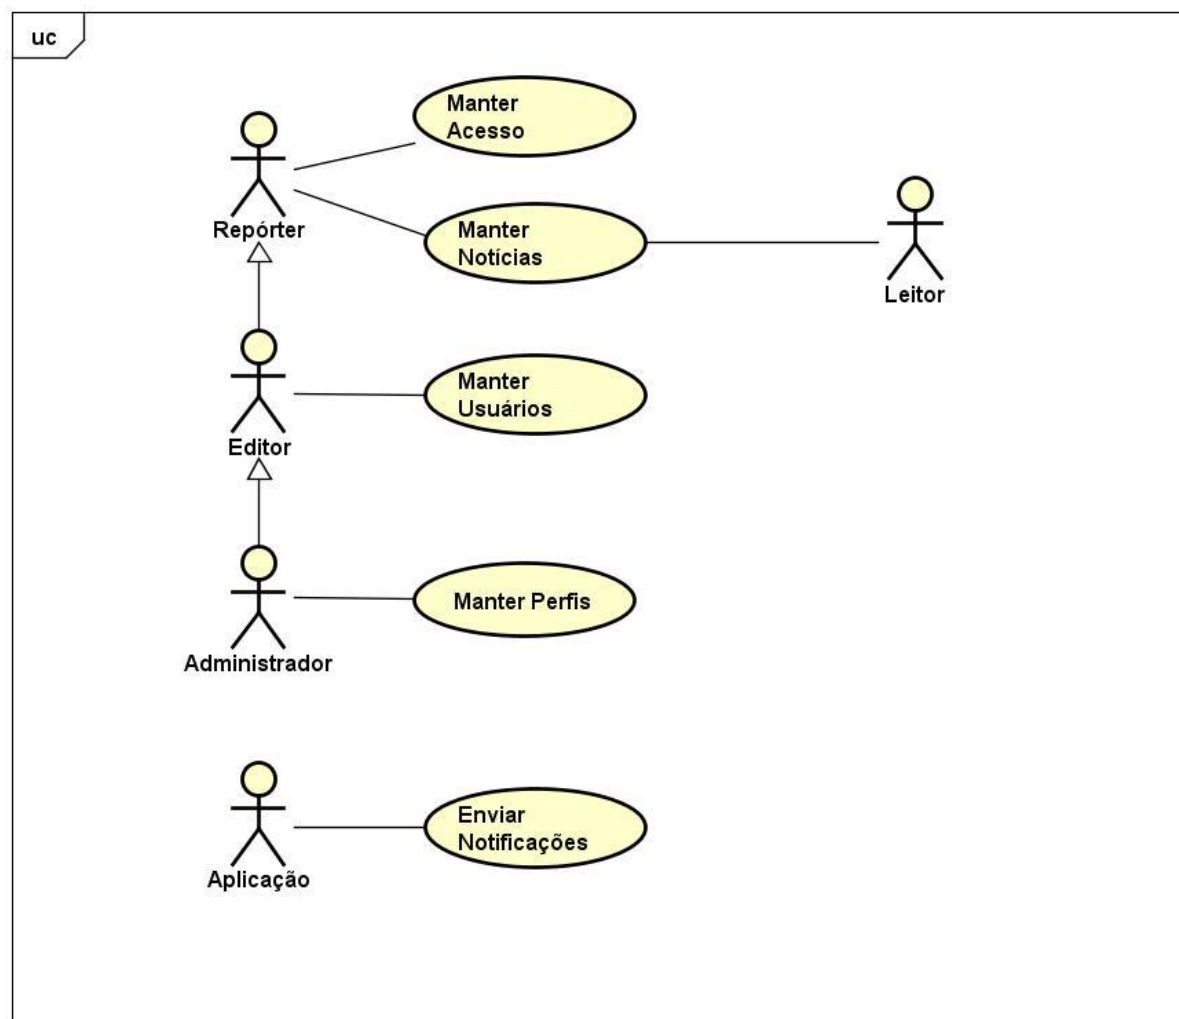 uc
Manter
Acesso
Repórter
Manter
Notícias
Leitor
Manter
Usuários
Editor
Manter Perfis
Administrador
Enviar
Notificações
Aplicação